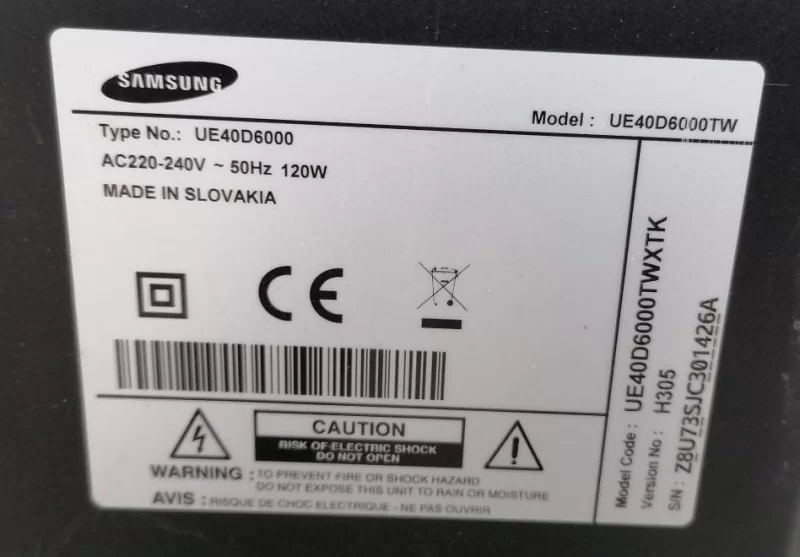 SAMSUNG
Model : UE40D6000TW
Type No.: UE40D6000
AC220-240V ~ 50Hz 120W
MADE IN SLOVAKIA
CE
CAUTION
RISK OF ELECTRIC SHOCK
DO NOT OPEN
WARNING : TO PREVENT FIRE OR SHOCK HAZARD
DO NOT EXPOSE THIS UNIT TO RAIN OR MOISTURE
AVIS : RISQUE DE CHOC ELECTRIQUE - NE PAS OUVRIR
Model Code : UE40D6000TWXTK
Version No : H305
S/N : Z8U73SJC301426A